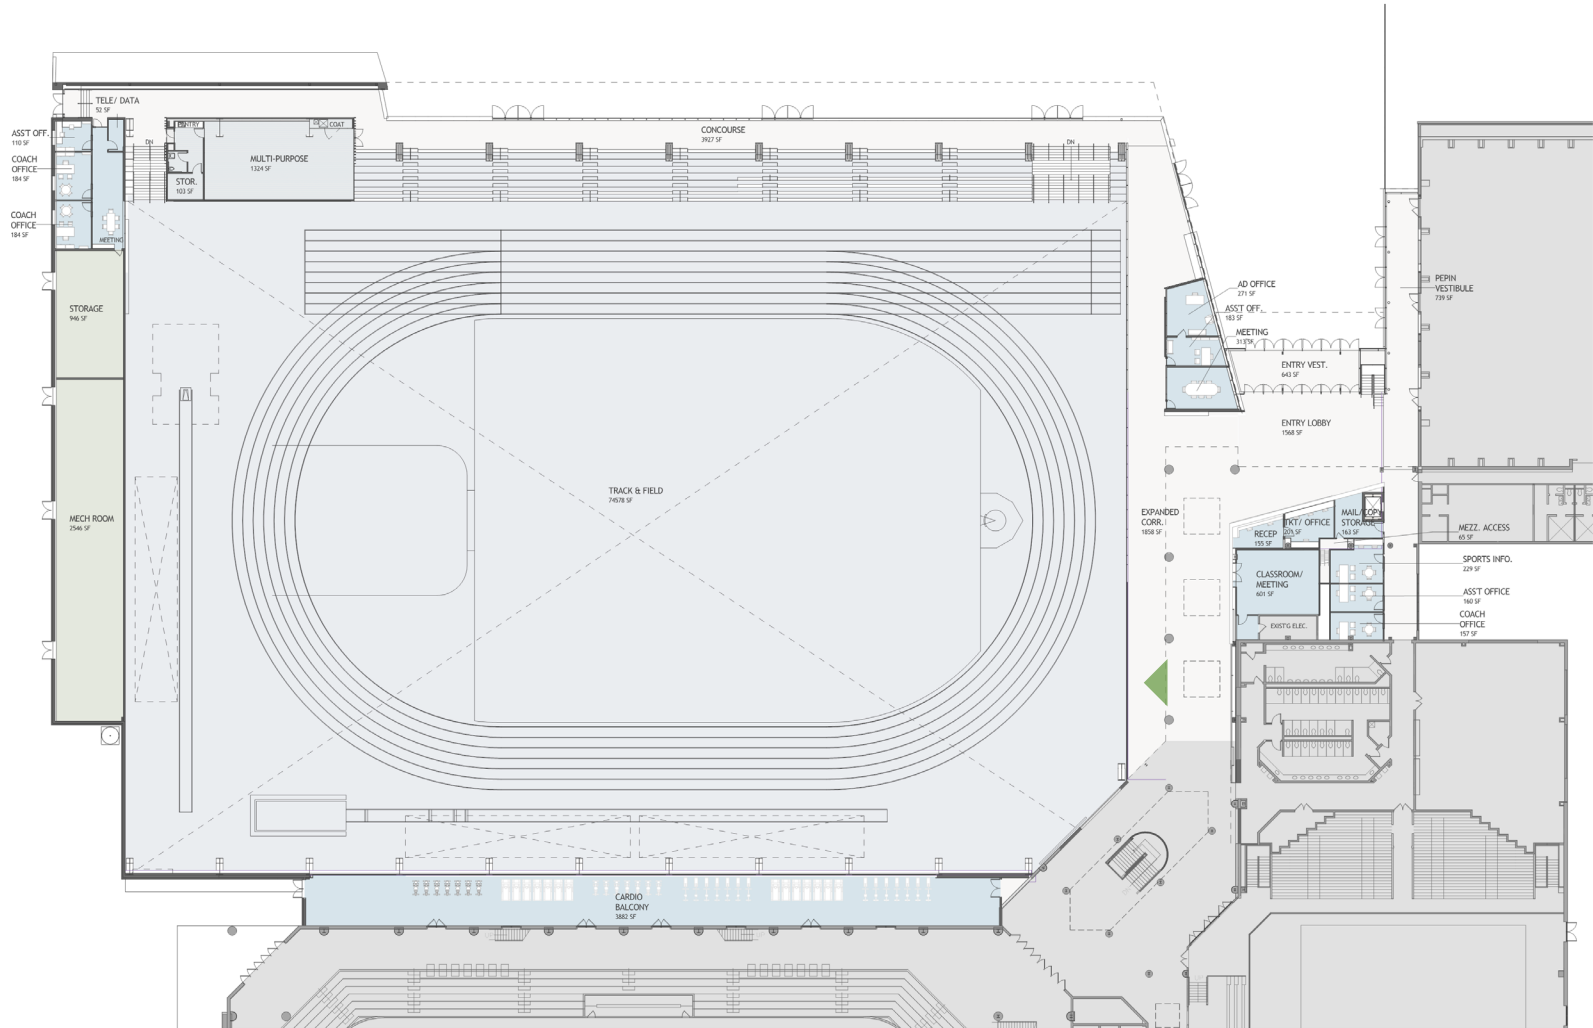 TELE/ DATA
52 SF
ASS'T OFF.
110 SF
COACH
OFFICE
184 SF
COACH
OFFICE
184 SF
MEETING
DN
ENTRY
COAT
MULTI-PURPOSE
1324 SF
STOR.
103 SF
CONCOURSE
3927 SF
DN
STORAGE
946 SF
MECH ROOM
2546 SF
TRACK & FIELD
74578 SF
AD OFFICE
271 SF
ASS'T OFF.
183 SF
MEETING
313 SF
ENTRY VEST.
643 SF
ENTRY LOBBY
1568 SF
PEPIN
VESTIBULE
739 SF
EXPANDED
CORR.
1858 SF
RECEP
155 SF
TKT/ OFFICE
201 SF
MAIL/COPY
STORAGE
163 SF
MEZZ. ACCESS
65 SF
CLASSROOM/
MEETING
601 SF
SPORTS INFO.
229 SF
ASS'T OFFICE
160 SF
COACH
OFFICE
157 SF
EXIST'G ELEC.
CARDIO
BALCONY
3882 SF